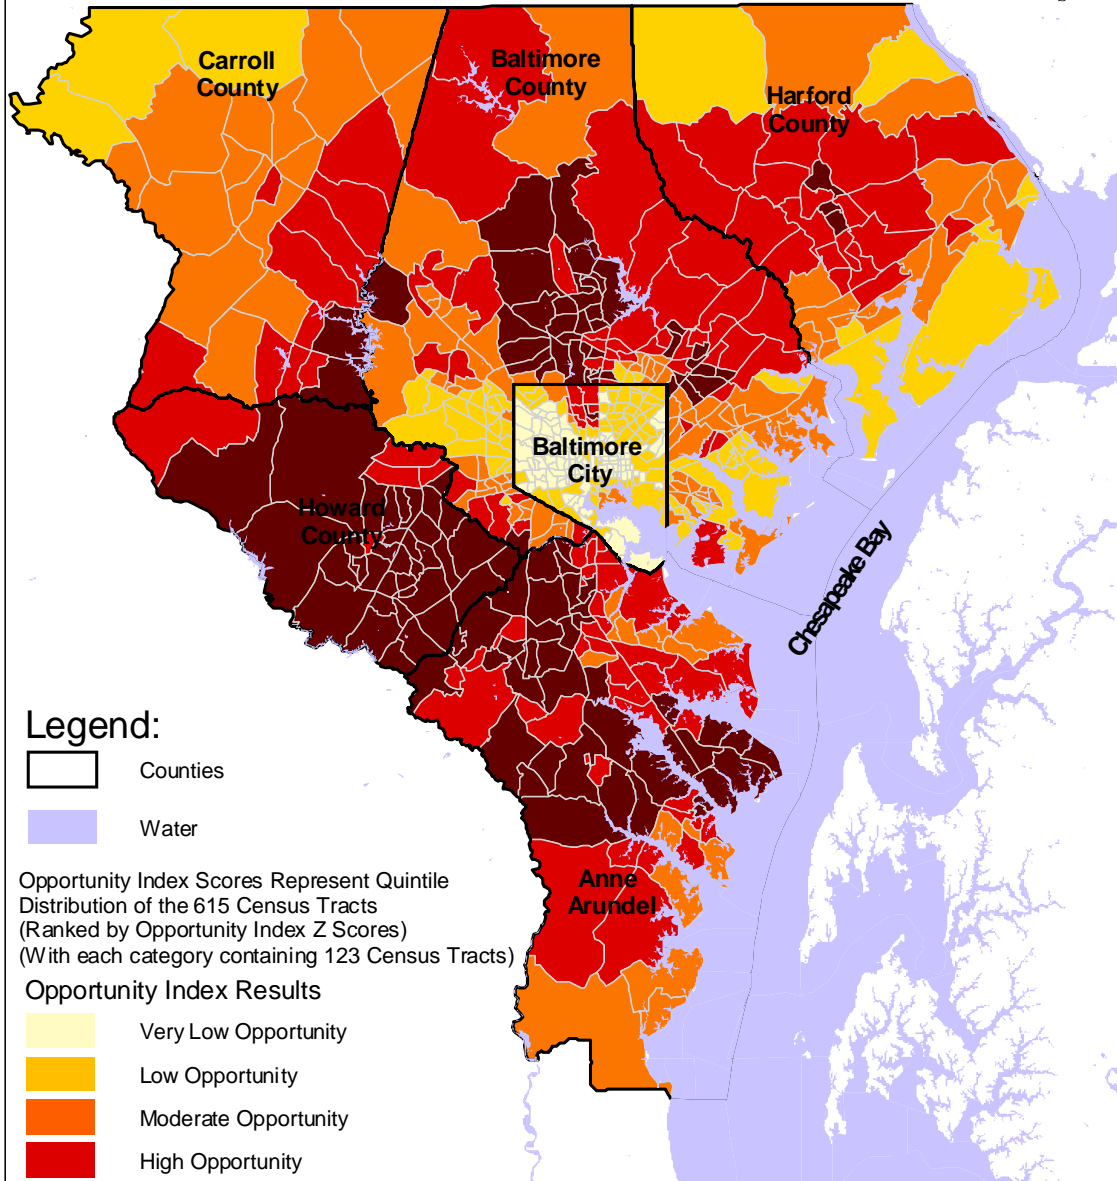 Carroll
County
Baltimore
County
Harford
County
Baltimore
City
Howard
County
Chesapeake Bay
Anne
Arundel
Legend:
Counties
Water
Opportunity Index Scores Represent Quintile
Distribution of the 615 Census Tracts
(Ranked by Opportunity Index Z Scores)
(With each category containing 123 Census Tracts)
Opportunity Index Results
Very Low Opportunity
Low Opportunity
Moderate Opportunity
High Opportunity